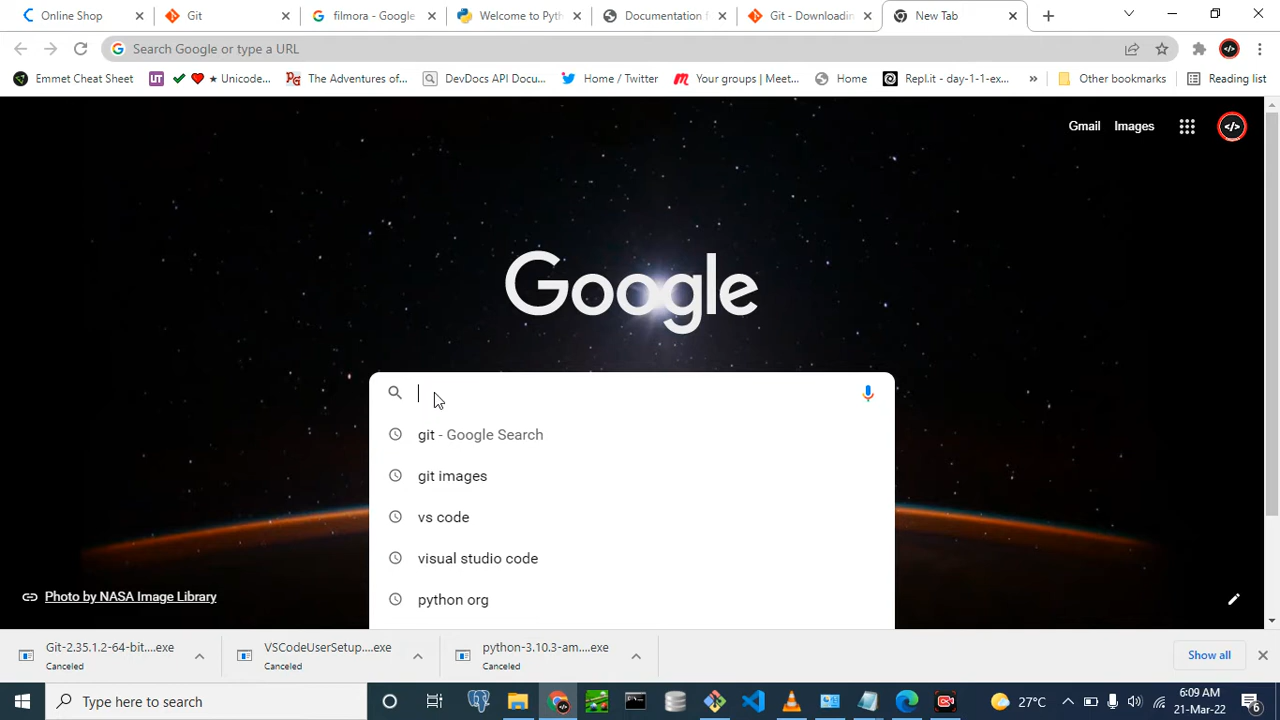 Online Shop
Git
filmora - Google
Welcome to Pyth
Documentation f
Git - Downloadin
New Tab
Search Google or type a URL
Emmet Cheat Sheet
UT
★ Unicode...
PG
The Adventures of...
DevDocs API Docu...
Home / Twitter
Your groups | Meet...
Home
Repl.it - day-1-1-ex...
»
Other bookmarks
Reading list
Gmail
Images
</>
Google
git - Google Search
git images
vs code
visual studio code
python org
Photo by NASA Image Library
Git-2.35.1.2-64-bit....exe
Canceled
VSCodeUserSetup....exe
Canceled
python-3.10.3-am....exe
Canceled
Show all
Type here to search
27°C
6:09 AM
21-Mar-22
6